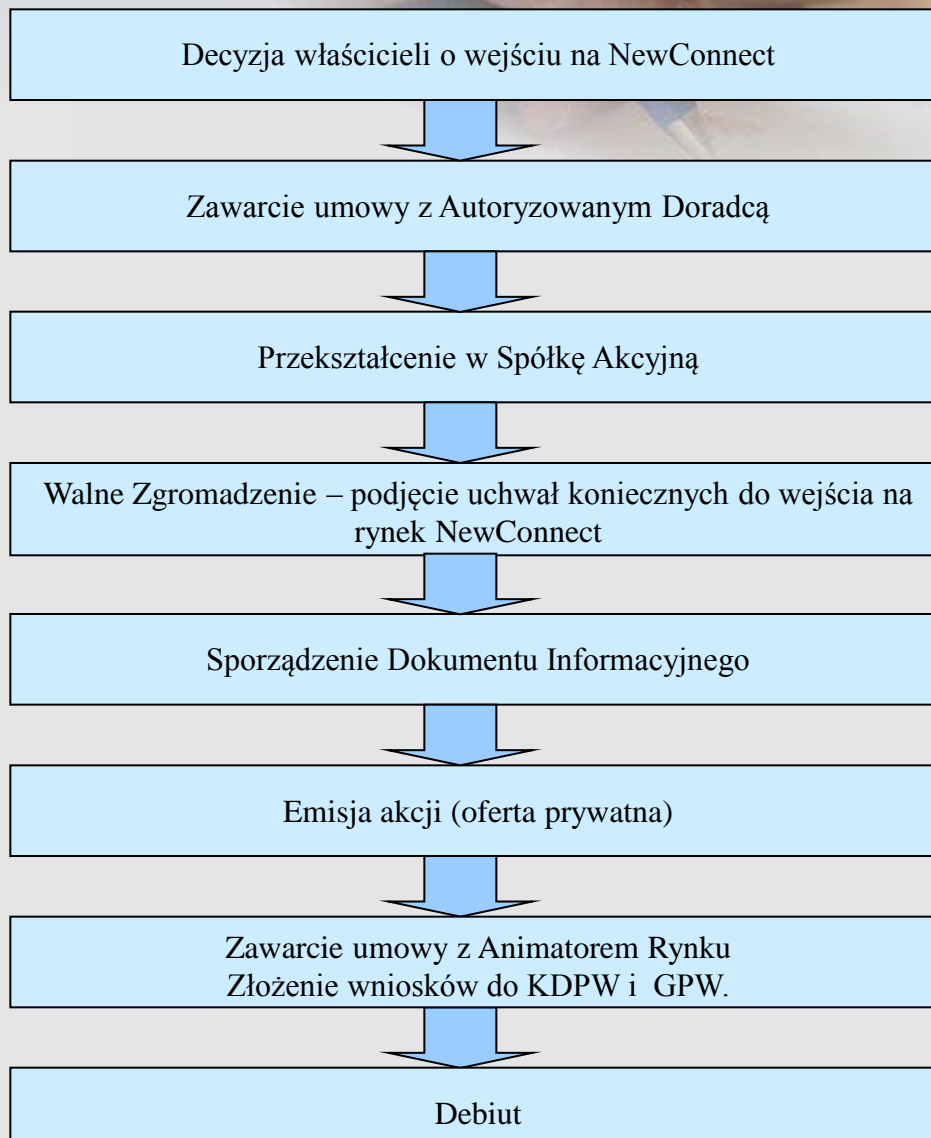 Decyzja właścicieli o wejściu na NewConnect
Zawarcie umowy z Autoryzowanym Doradcą
Przekształcenie w Spółkę Akcyjną
Walne Zgromadzenie – podjęcie uchwał koniecznych do wejścia na
rynek NewConnect
Sporządzenie Dokumentu Informacyjnego
Emisja akcji (oferta prywatna)
Zawarcie umowy z Animatorem Rynku
Złożenie wniosków do KDPW i  GPW.
Debiut